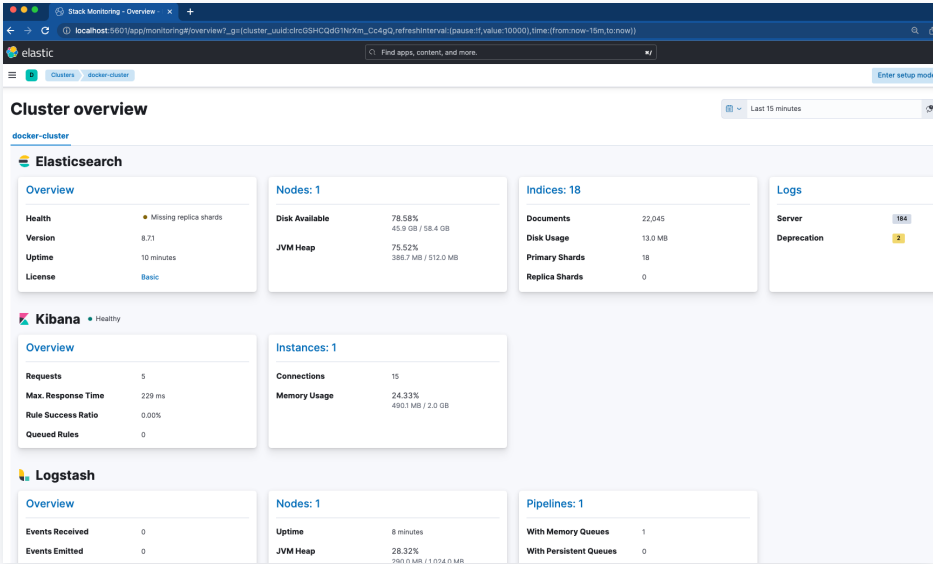 Stack Monitoring - Overview -
localhost:5601/app/monitoring#/overview?_g=(cluster_uuid:clrcGSHCQdG1NrXm_Cc4gQ,refreshInterval:(pause:!f,value:10000),time:(from:now-15m,to:now))
elastic
Find apps, content, and more.
⌘/
D
Clusters
docker-cluster
Enter setup mode
Cluster overview
Last 15 minutes
docker-cluster
Elasticsearch
Overview
Health Missing replica shards
Version 8.7.1
Uptime 10 minutes
License Basic
Nodes: 1
Disk Available 78.58%
45.9 GB / 58.4 GB
JVM Heap 75.52%
386.7 MB / 512.0 MB
Indices: 18
Documents 22,045
Disk Usage 13.0 MB
Primary Shards 18
Replica Shards 0
Logs
Server 184
Deprecation 2
Kibana Healthy
Overview
Requests 5
Max. Response Time 229 ms
Rule Success Ratio 0.00%
Queued Rules 0
Instances: 1
Connections 15
Memory Usage 24.33%
490.1 MB / 2.0 GB
Logstash
Overview
Events Received 0
Events Emitted 0
Nodes: 1
Uptime 8 minutes
JVM Heap 28.32%
290.0 MB / 1,024.0 MB
Pipelines: 1
With Memory Queues 1
With Persistent Queues 0